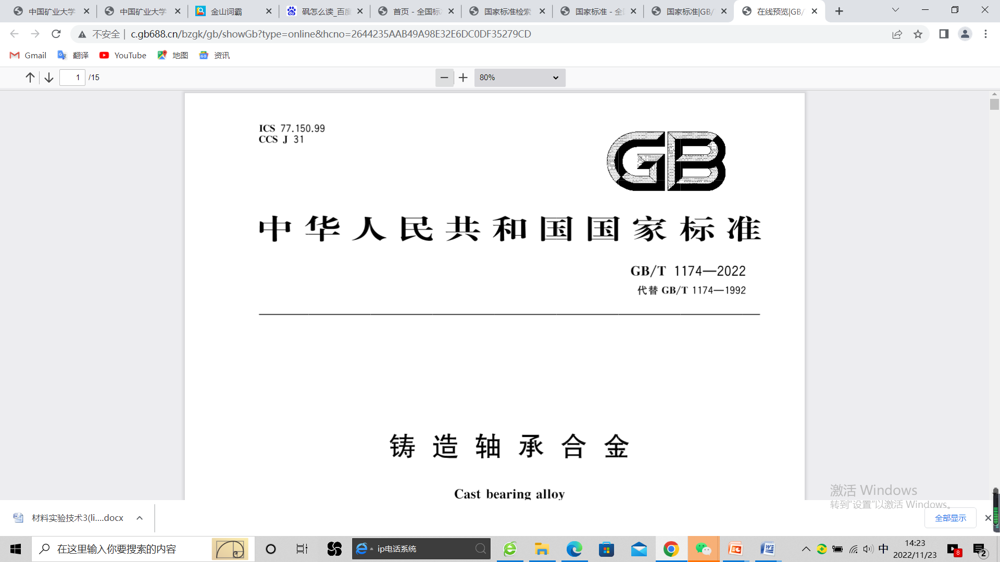 中国矿业大学
中国矿业大学
金山词霸
砜怎么读_百度
首页 - 全国标
国家标准检索
国家标准 - 全
国家标准|GB/
在线预览|GB/
不安全 | c.gb688.cn/bzgk/gb/showGb?type=online&hcno=2644235AAB49A98E32E6DC0DF35279CD
Gmail 翻译 YouTube 地图 资讯
1 /15 80%
ICS 77.150.99
CCS J 31
GB
中华人民共和国国家标准
GB/T 1174—2022
代替 GB/T 1174—1992
铸造轴承合金
Cast bearing alloy
激活 Windows
转到“设置”以激活 Windows。
材料实验技术3(li....docx
全部显示
在这里输入你要搜索的内容
ip电话系统
中
14:23
2022/11/23
8
2